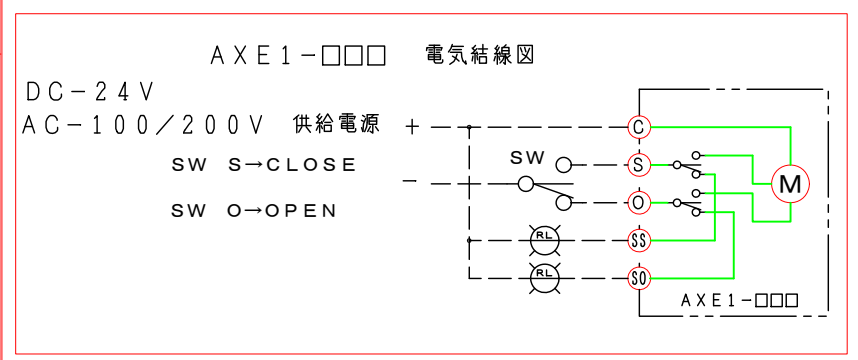 AXE1-□□□ 電気結線図
DC-24V
AC-100/200V 供給電源 +
-
SW S→CLOSE
SW O→OPEN
SW
C
S
O
SS
SO
RL
RL
M
AXE1-□□□